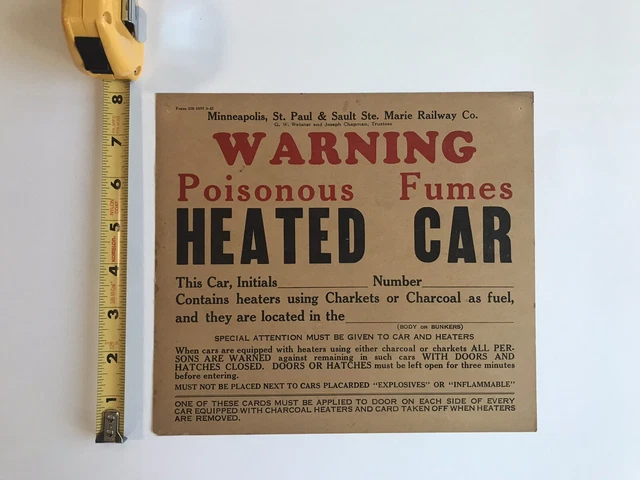 Minneapolis, St. Paul & Sault Ste. Marie Railway Co.
G. W. Webster and Joseph Chapman, Trustees
WARNING
Poisonous Fumes
HEATED CAR
This Car, Initials Number
Contains heaters using Charkets or Charcoal as fuel,
and they are located in the
(BODY OR BUNKERS)
SPECIAL ATTENTION MUST BE GIVEN TO CAR AND HEATERS
When cars are equipped with heaters using either charcoal or charkets ALL PER-
SONS ARE WARNED against remaining in such cars WITH DOORS AND
HATCHES CLOSED. DOORS OR HATCHES must be left open for three minutes
before entering.
MUST NOT BE PLACED NEXT TO CARS PLACARDED "EXPLOSIVES" OR "INFLAMMABLE"
ONE OF THESE CARDS MUST BE APPLIED TO DOOR ON EACH SIDE OF EVERY
CAR EQUIPPED WITH CHARCOAL HEATERS AND CARD TAKEN OFF WHEN HEATERS
ARE REMOVED.
8
7
6
5
4
3
2
1